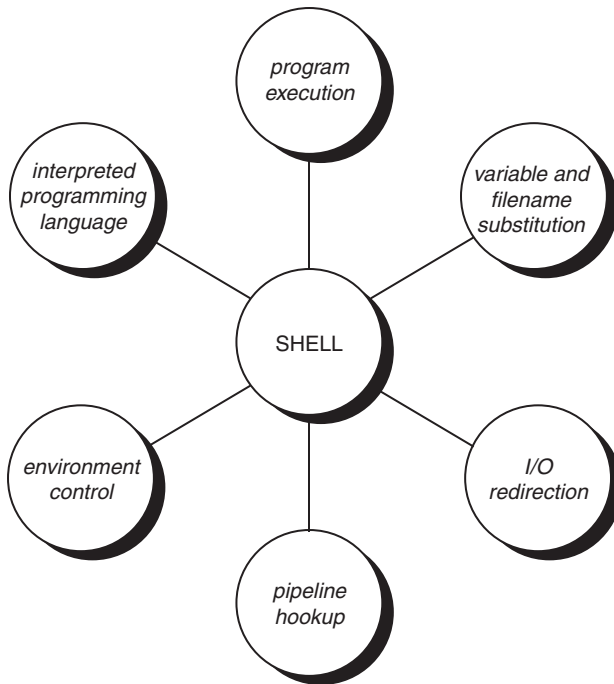 program
execution
interpreted
programming
language
variable and
filename
substitution
SHELL
environment
control
I/O
redirection
pipeline
hookup